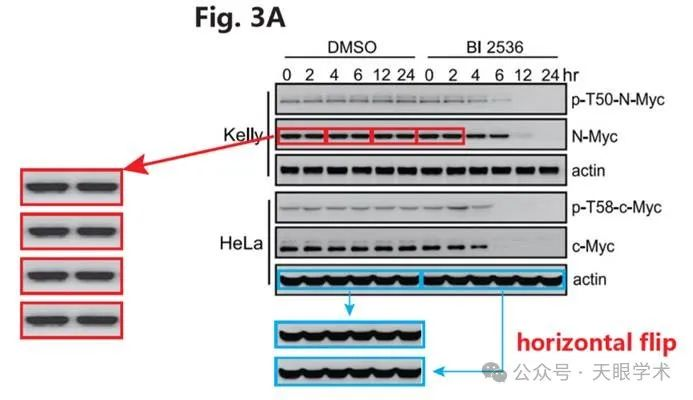 Fig. 3A
DMSO BI 2536
0 2 4 6 12 24 0 2 4 6 12 24 hr
p-T50-N-Myc
Kelly N-Myc
actin
p-T58-c-Myc
HeLa c-Myc
actin
horizontal flip
公众号 · 天眼学术